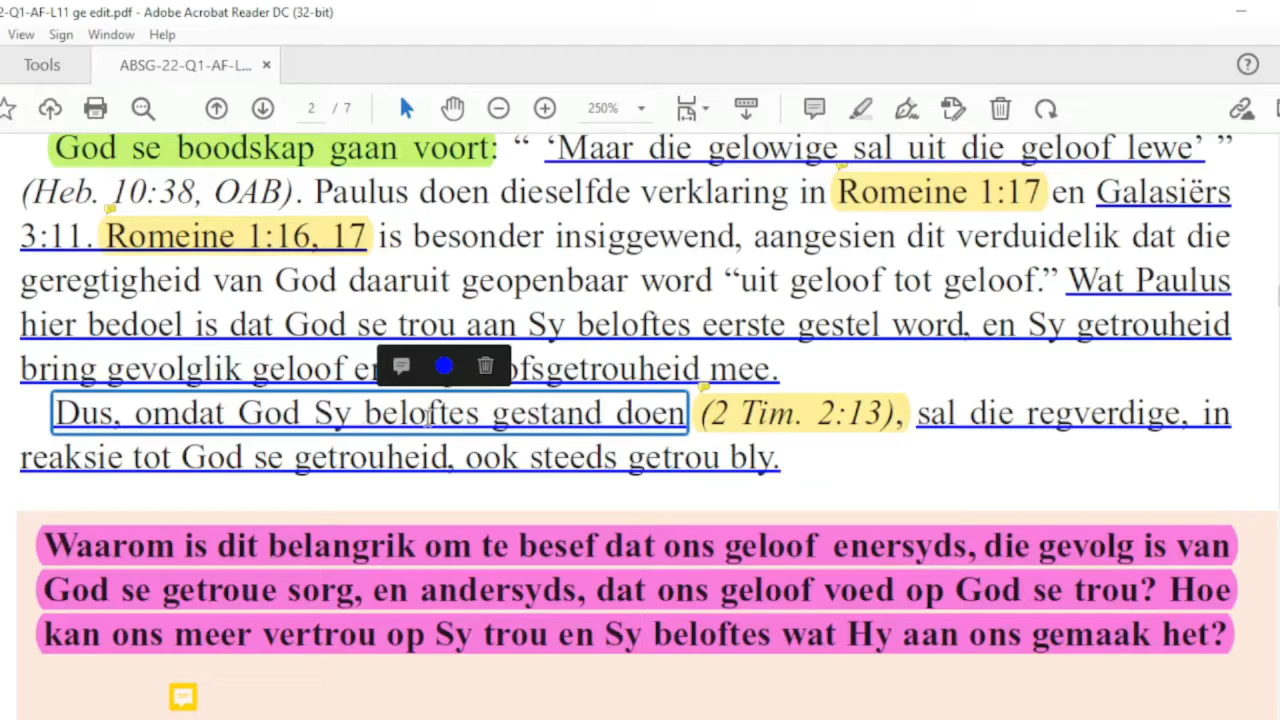 2-Q1-AF-L11 ge edit.pdf - Adobe Acrobat Reader DC (32-bit)
View Sign Window Help
Tools ABSG-22-Q1-AF-L... ×
2 / 7 250%
God se boodskap gaan voort: “ ‘Maar die gelowige sal uit die geloof lewe’ ”
(Heb. 10:38, OAB). Paulus doen dieselfde verklaring in Romeine 1:17 en Galasiërs
3:11. Romeine 1:16, 17 is besonder insiggewend, aangesien dit verduidelik dat die
geregtigheid van God daaruit geopenbaar word “uit geloof tot geloof.” Wat Paulus
hier bedoel is dat God se trou aan Sy beloftes eerste gestel word, en Sy getrouheid
bring gevolglik geloof en ofsgetrouheid mee.
Dus, omdat God Sy beloftes gestand doen (2 Tim. 2:13), sal die regverdige, in
reaksie tot God se getrouheid, ook steeds getrou bly.
Waarom is dit belangrik om te besef dat ons geloof enersyds, die gevolg is van
God se getroue sorg, en andersyds, dat ons geloof voed op God se trou? Hoe
kan ons meer vertrou op Sy trou en Sy beloftes wat Hy aan ons gemaak het?